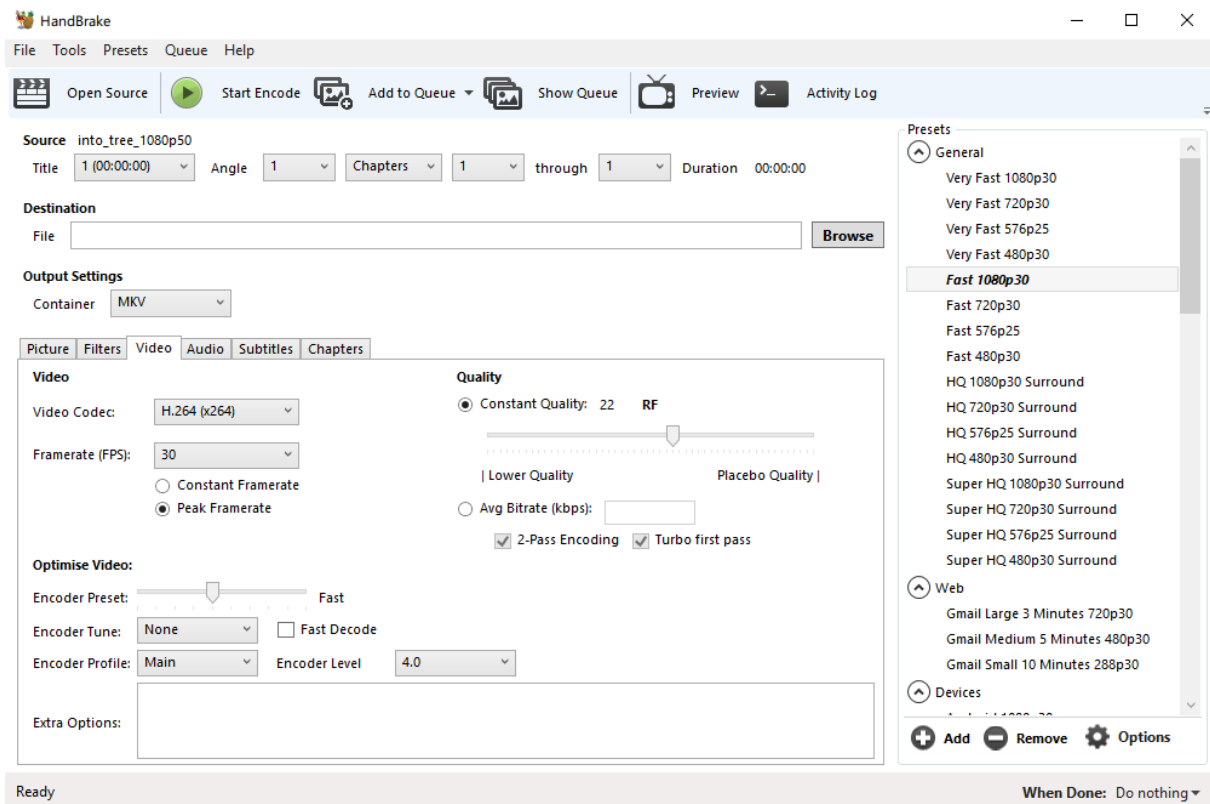 HandBrake
File Tools Presets Queue Help
Open Source Start Encode Add to Queue Show Queue Preview Activity Log
Source into_tree_1080p50
Title 1 (00:00:00) Angle 1 Chapters 1 through 1 Duration 00:00:00
Destination
File Browse
Output Settings
Container MKV
Picture Filters Video Audio Subtitles Chapters
Video
Video Codec: H.264 (x264)
Framerate (FPS): 30
Constant Framerate
Peak Framerate
Quality
Constant Quality: 22 RF
| Lower Quality Placebo Quality |
Avg Bitrate (kbps):
2-Pass Encoding Turbo first pass
Optimise Video:
Encoder Preset: Fast
Encoder Tune: None Fast Decode
Encoder Profile: Main Encoder Level 4.0
Extra Options:
Presets
General
Very Fast 1080p30
Very Fast 720p30
Very Fast 576p25
Very Fast 480p30
Fast 1080p30
Fast 720p30
Fast 576p25
Fast 480p30
HQ 1080p30 Surround
HQ 720p30 Surround
HQ 576p25 Surround
HQ 480p30 Surround
Super HQ 1080p30 Surround
Super HQ 720p30 Surround
Super HQ 576p25 Surround
Super HQ 480p30 Surround
Web
Gmail Large 3 Minutes 720p30
Gmail Medium 5 Minutes 480p30
Gmail Small 10 Minutes 288p30
Devices
Add Remove Options
Ready When Done: Do nothing